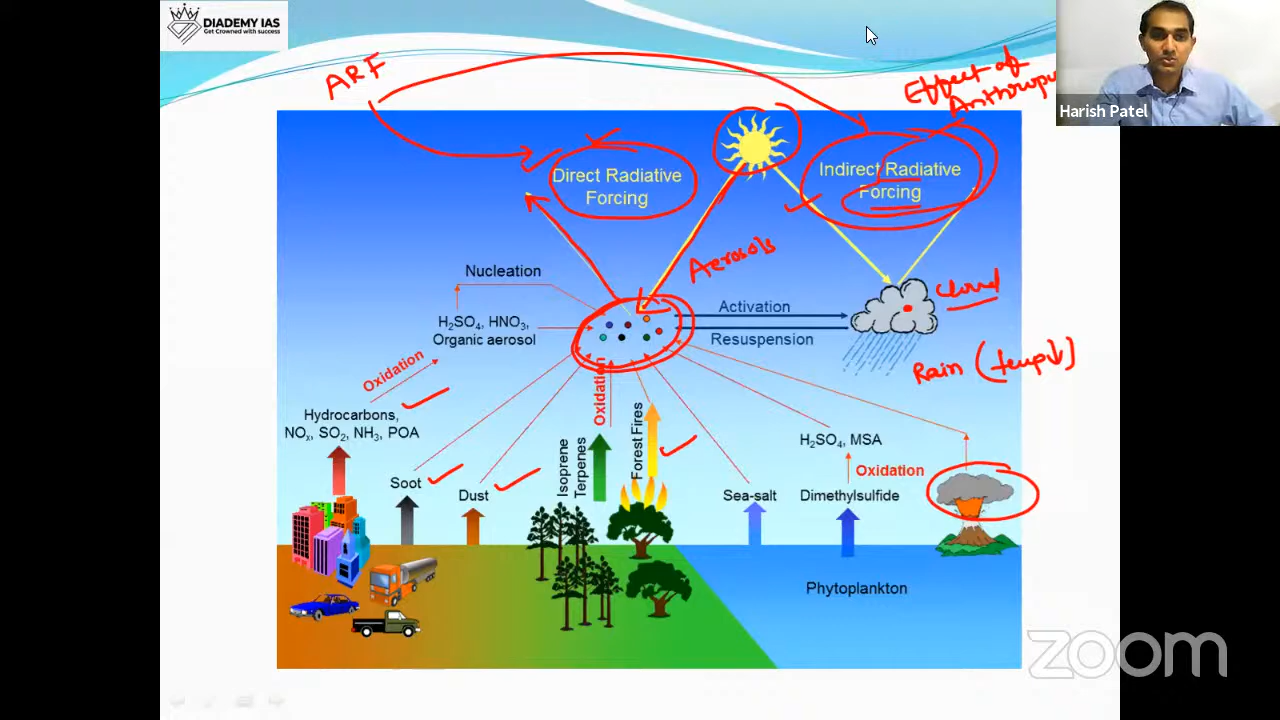 DIADEMY IAS
Get Crowned with success
ARF
Effect of
Harish Patel
Direct Radiative
Forcing
Indirect Radiative
Forcing
Aerosols
Nucleation
Cloud
Activation
H2SO4, HNO3,
Organic aerosol
Resuspension
Rain (temp↓)
Oxidation
Oxidation
Hydrocarbons,
NOx, SO2, NH3, POA
Forest Fires
Isoprene
Terpenes
H2SO4, MSA
Oxidation
Soot
Dust
Sea-salt
Dimethylsulfide
Phytoplankton
zoom